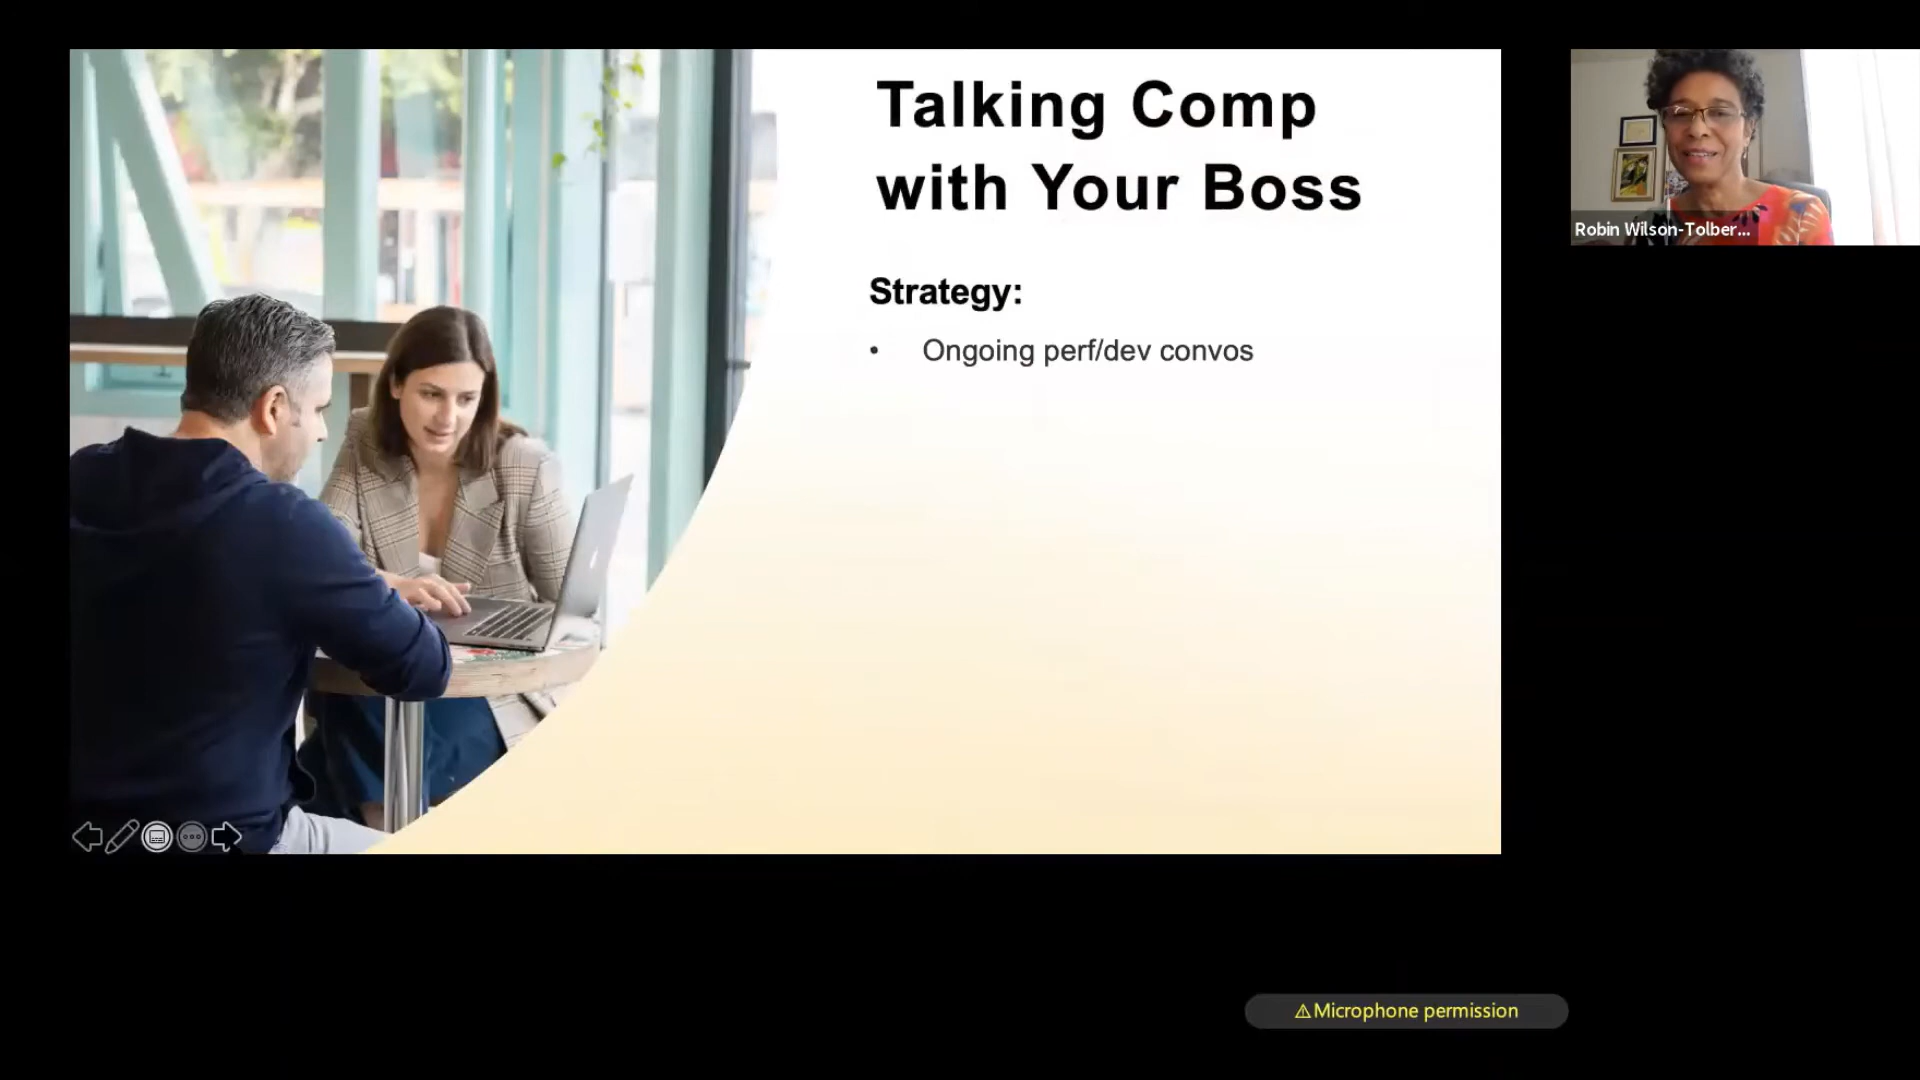 Talking Comp
with Your Boss
Strategy:
• Ongoing perf/dev convos
Robin Wilson-Tolber...
⚠Microphone permission